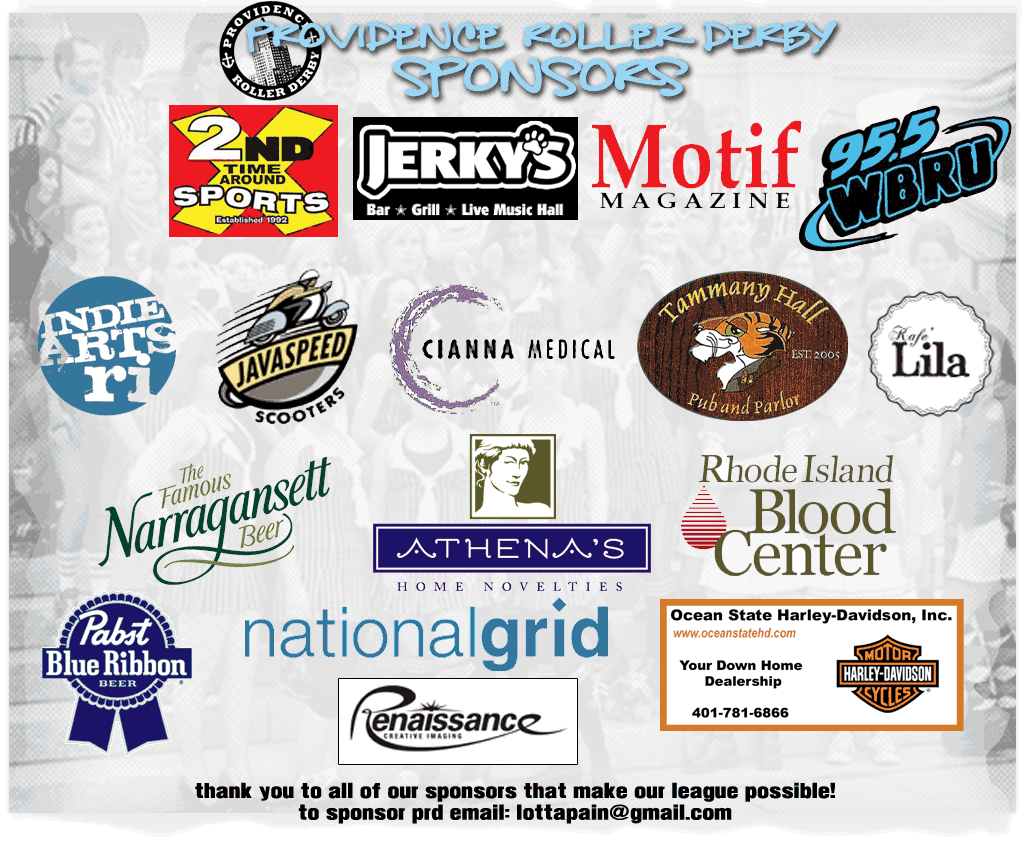 PROVIDENCE
ROLLER DERBY
PROVIDENCE ROLLER DERBY
SPONSORS
2ND
TIME
AROUND
SPORTS
Established 1992
JERKY'S
Bar ★ Grill ★ Live Music Hall
Motif
MAGAZINE
95.5
WBRU
INDIE
ARTS
ri
JAVASPEED
SCOOTERS
CIANNA MEDICAL
TM
Tammany Hall
EST. 2005
Pub and Parlor
Kafe'
Lila
The
Famous
Narragansett
Beer
ATHENA'S
HOME NOVELTIES
Rhode Island
Blood
Center
Pabst
Blue Ribbon
BEER
®
nationalgrid
Renaissance
CREATIVE IMAGING
Ocean State Harley-Davidson, Inc.
www.oceanstatehd.com
Your Down Home
Dealership
401-781-6866
MOTOR
HARLEY-DAVIDSON
CYCLES
®
thank you to all of our sponsors that make our league possible!
to sponsor prd email: lottapain@gmail.com